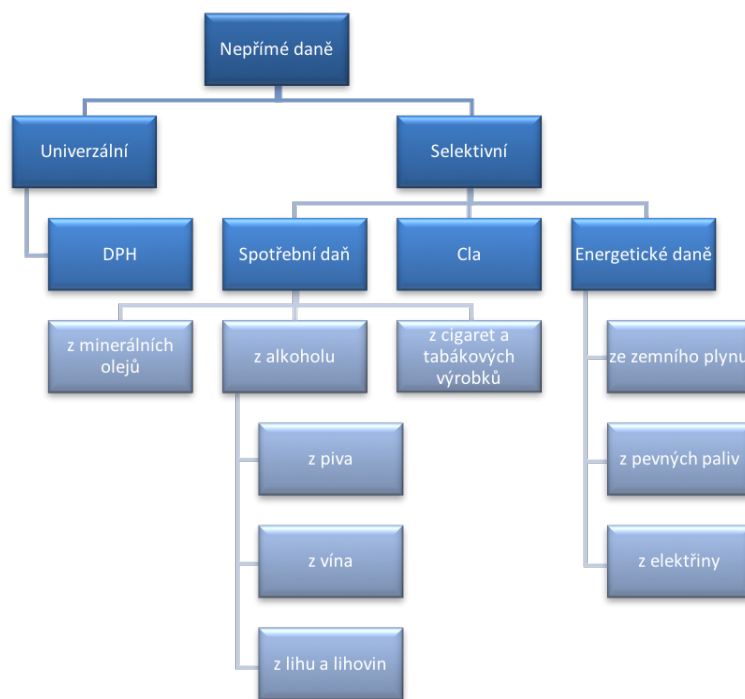 Nepřímé daně
Univerzální
Selektivní
DPH
Spotřební daň
Cla
Energetické daně
z minerálních
olejů
z alkoholu
z cigaret a
tabákových
výrobků
ze zemního plynu
z piva
z pevných paliv
z vína
z elektřiny
z lihu a lihovin